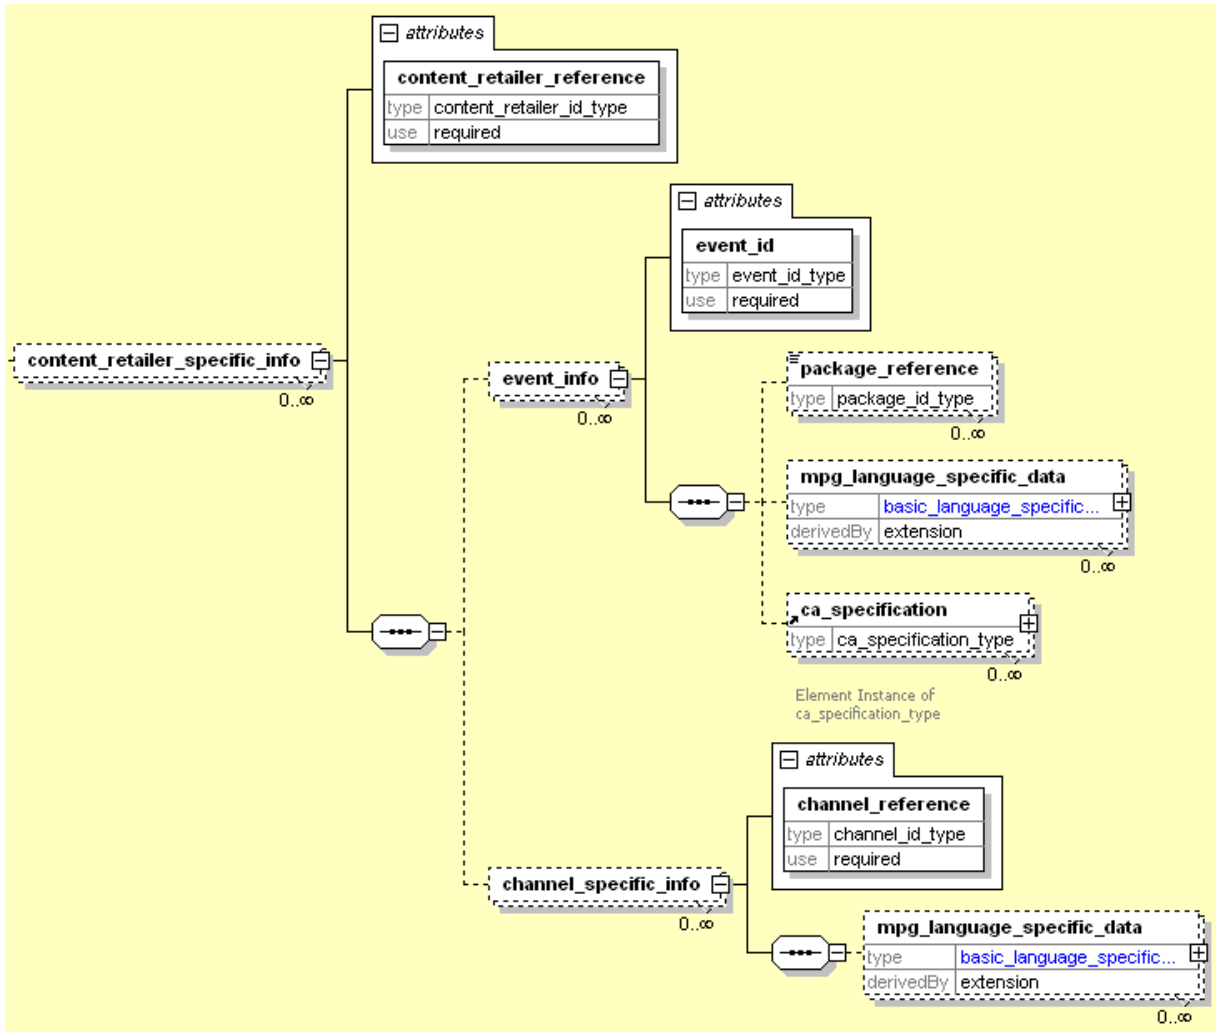 attributes
content_retailer_reference
type content_retailer_id_type
use required
attributes
event_id
type event_id_type
use required
content_retailer_specific_info
0..∞
event_info
0..∞
package_reference
type package_id_type
0..∞
mpg_language_specific_data
type basic_language_specific...
derivedBy extension
0..∞
ca_specification
type ca_specification_type
0..∞
Element Instance of
ca_specification_type
attributes
channel_reference
type channel_id_type
use required
channel_specific_info
0..∞
mpg_language_specific_data
type basic_language_specific...
derivedBy extension
0..∞